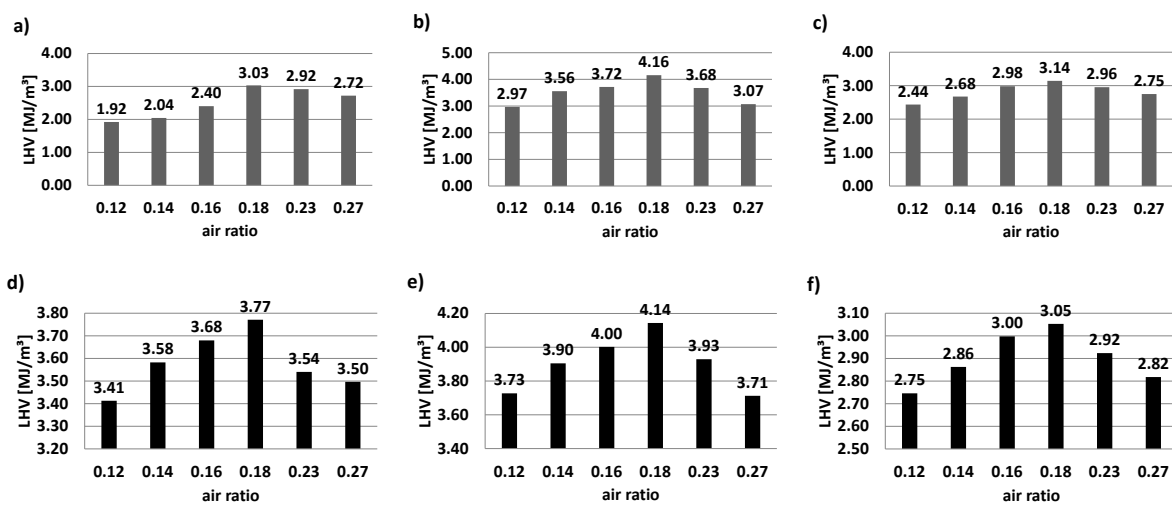 a)
LHV [MJ/m³]
4.00
3.00
2.00
1.00
0.00
1.92 2.04 2.40 3.03 2.92 2.72
0.12 0.14 0.16 0.18 0.23 0.27
air ratio
b)
LHV [MJ/m³]
5.00
4.00
3.00
2.00
1.00
0.00
2.97 3.56 3.72 4.16 3.68 3.07
0.12 0.14 0.16 0.18 0.23 0.27
air ratio
c)
LHV [MJ/m³]
4.00
3.00
2.00
1.00
0.00
2.44 2.68 2.98 3.14 2.96 2.75
0.12 0.14 0.16 0.18 0.23 0.27
air ratio
d)
LHV [MJ/m³]
3.80
3.70
3.60
3.50
3.40
3.30
3.20
3.41 3.58 3.68 3.77 3.54 3.50
0.12 0.14 0.16 0.18 0.23 0.27
air ratio
e)
LHV [MJ/m³]
4.20
4.00
3.80
3.60
3.40
3.73 3.90 4.00 4.14 3.93 3.71
0.12 0.14 0.16 0.18 0.23 0.27
air ratio
f)
LHV [MJ/m³]
3.10
3.00
2.90
2.80
2.70
2.60
2.50
2.75 2.86 3.00 3.05 2.92 2.82
0.12 0.14 0.16 0.18 0.23 0.27
air ratio